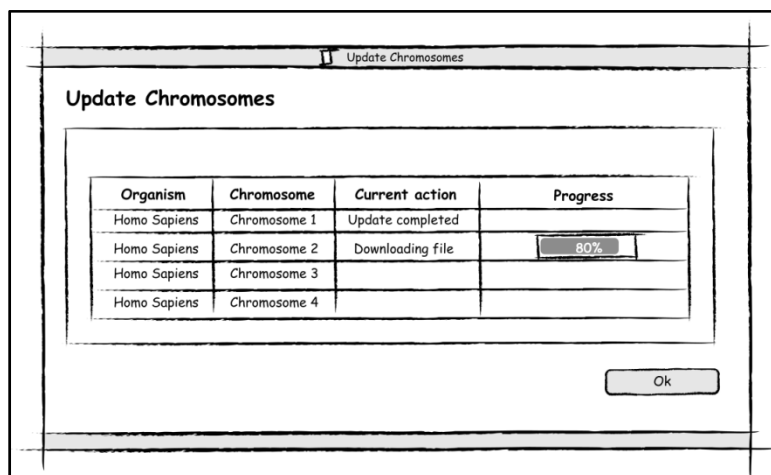 Update Chromosomes
Update Chromosomes
Organism Chromosome Current action Progress
Homo Sapiens Chromosome 1 Update completed
Homo Sapiens Chromosome 2 Downloading file 80%
Homo Sapiens Chromosome 3
Homo Sapiens Chromosome 4
Ok